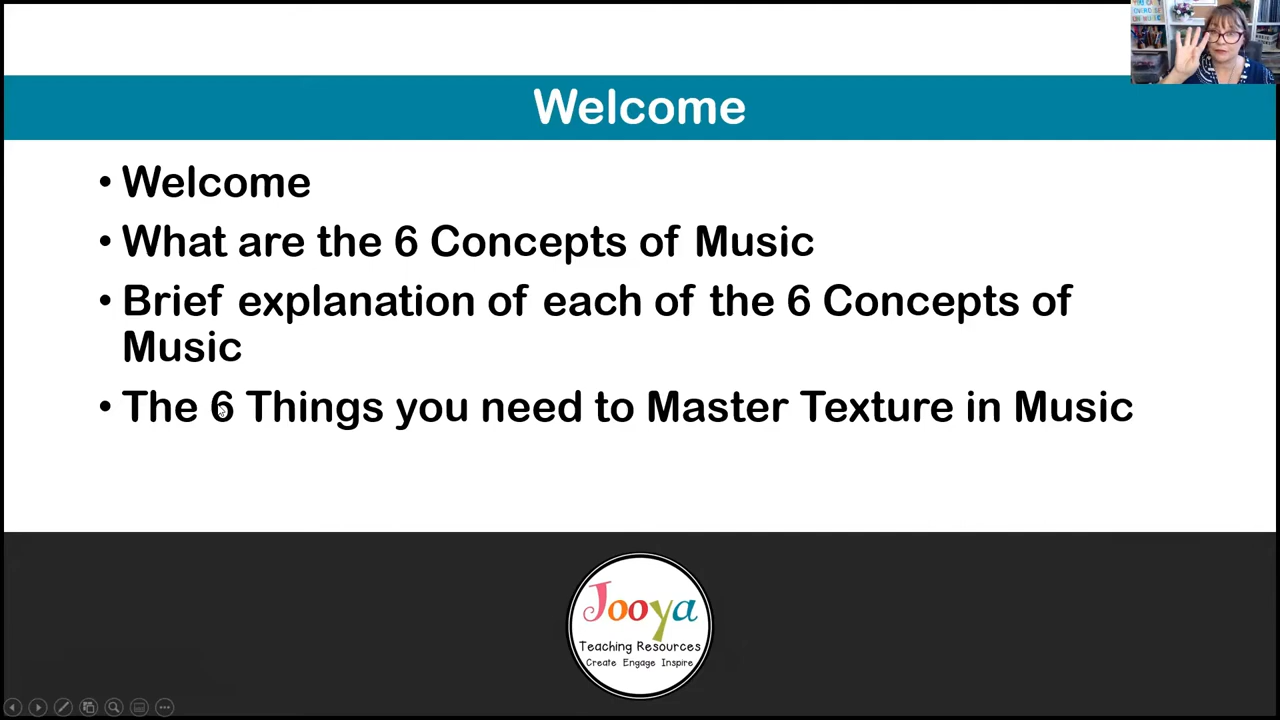 Welcome
• Welcome
• What are the 6 Concepts of Music
• Brief explanation of each of the 6 Concepts of
Music
• The 6 Things you need to Master Texture in Music
Jooya
Teaching Resources
Create Engage Inspire